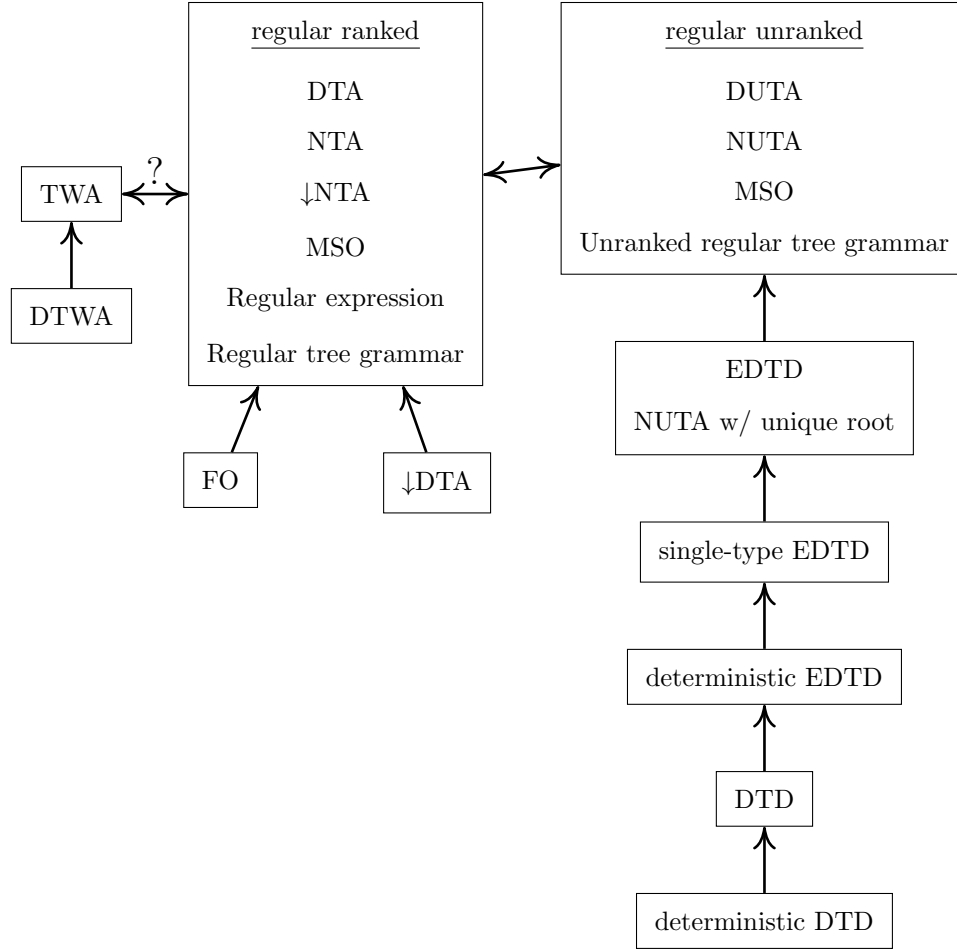 regular ranked
DTA
NTA
↓NTA
MSO
Regular expression
Regular tree grammar
regular unranked
DUTA
NUTA
MSO
Unranked regular tree grammar
?
TWA
DTWA
FO
↓DTA
EDTD
NUTA w/ unique root
single-type EDTD
deterministic EDTD
DTD
deterministic DTD